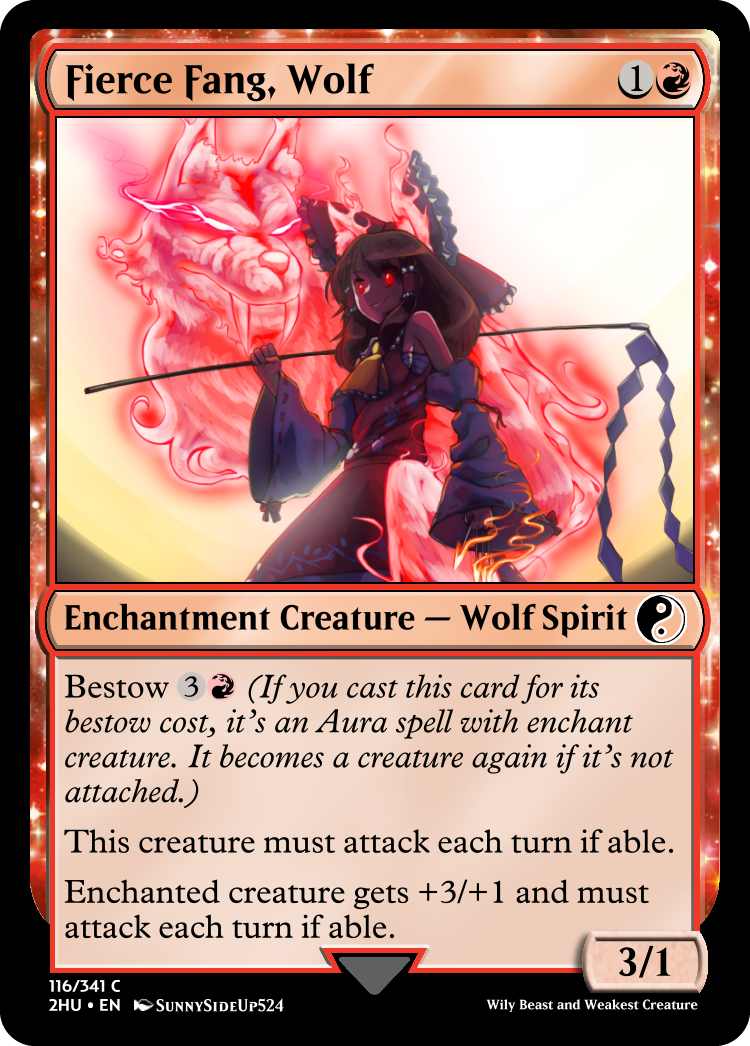 Fierce Fang, Wolf
1
Enchantment Creature — Wolf Spirit
Bestow 3 (If you cast this card for its
bestow cost, it's an Aura spell with enchant
creature. It becomes a creature again if it's not
attached.)
This creature must attack each turn if able.
Enchanted creature gets +3/+1 and must
attack each turn if able.
3/1
116/341 C
2HU • EN SunnySideUp524
Wily Beast and Weakest Creature